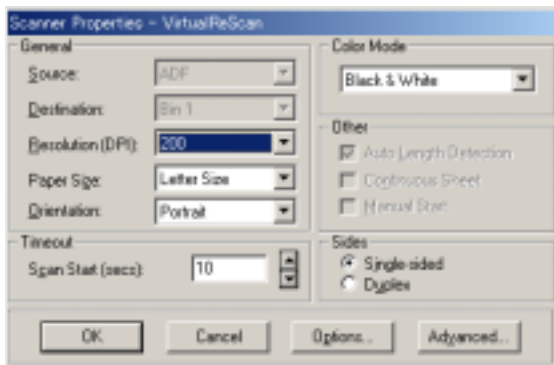 Scanner Properties - VirtualReScan
General
Source: ADF
Destination: Bin 1
Resolution (DPI): 200
Paper Size: Letter Size
Orientation: Portrait
Timeout
Scan Start (secs): 10
Color Mode
Black & White
Other
Auto Length Detection
Continuous Sheet
Manual Start
Sides
Single-sided
Duplex
OK Cancel Options... Advanced...